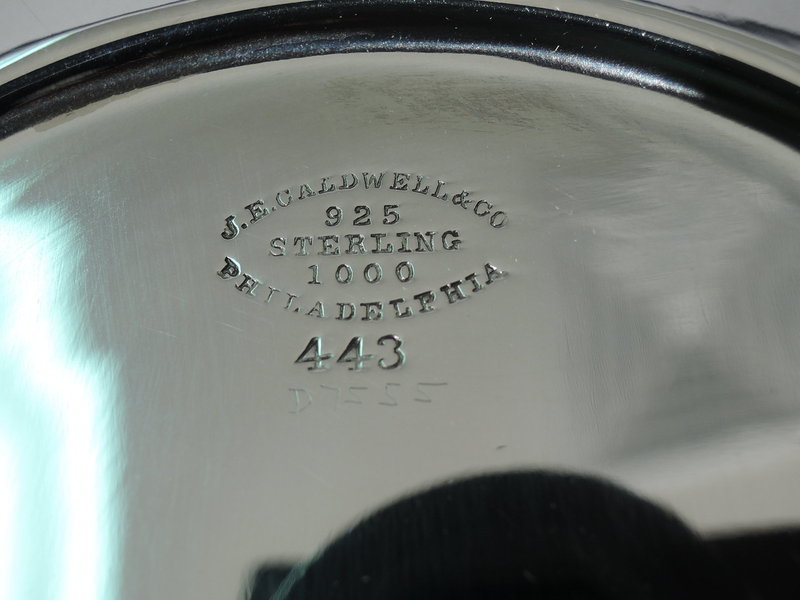 J.E.CALDWELL&CO
925
STERLING
1000
PHILADELPHIA
443